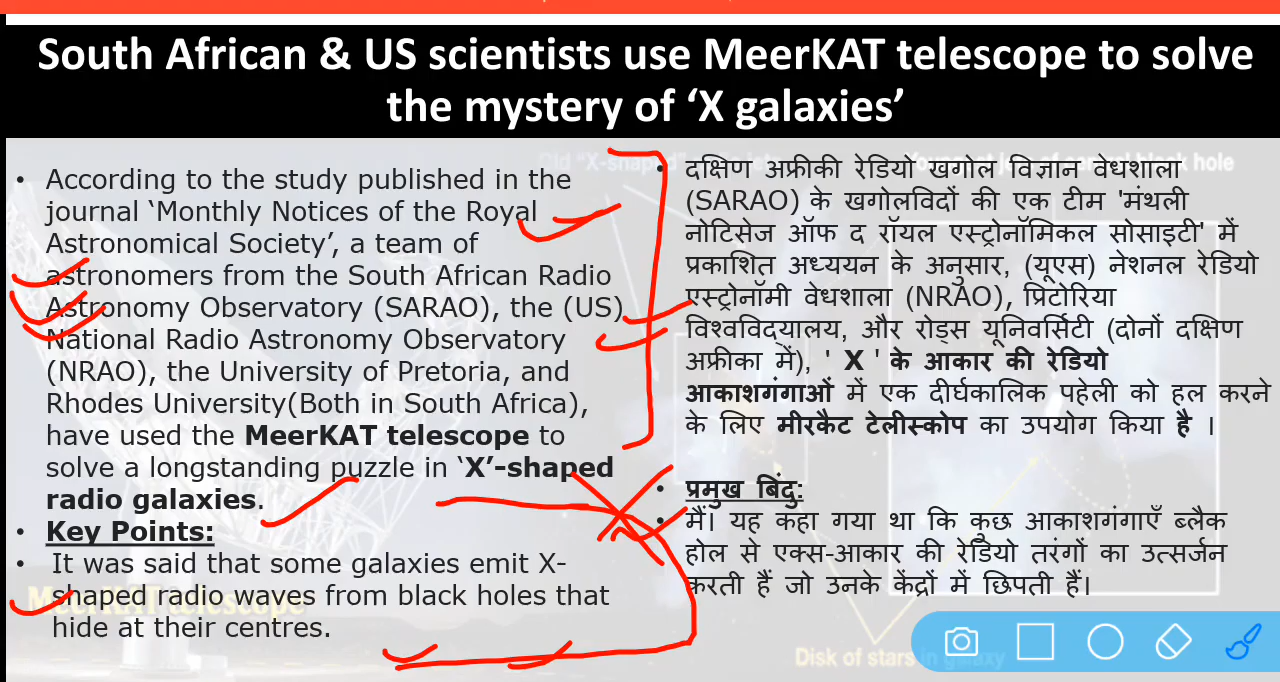 South African & US scientists use MeerKAT telescope to solve
the mystery of ‘X galaxies’
• According to the study published in the
journal ‘Monthly Notices of the Royal
Astronomical Society’, a team of
astronomers from the South African Radio
Astronomy Observatory (SARAO), the (US)
National Radio Astronomy Observatory
(NRAO), the University of Pretoria, and
Rhodes University(Both in South Africa),
have used the MeerKAT telescope to
solve a longstanding puzzle in ‘X’-shaped
radio galaxies.
• Key Points:
• It was said that some galaxies emit X-
shaped radio waves from black holes that
hide at their centres.
• दक्षिण अफ्रीकी रेडियो खगोल विज्ञान वेधशाला
(SARAO) के खगोलविदों की एक टीम 'मंथली
नोटिसेज ऑफ द रॉयल एस्ट्रोनॉमिकल सोसाइटी' में
प्रकाशित अध्ययन के अनुसार, (यूएस) नेशनल रेडियो
एस्ट्रोनॉमी वेधशाला (NRAO), प्रिटोरिया
विश्वविद्यालय, और रोड्स यूनिवर्सिटी (दोनों दक्षिण
अफ्रीका में), ' X ' के आकार की रेडियो
आकाशगंगाओं में एक दीर्घकालिक पहेली को हल करने
के लिए मीरकैट टेलीस्कोप का उपयोग किया है ।
• प्रमुख बिंदु:
• मैं। यह कहा गया था कि कुछ आकाशगंगाएँ ब्लैक
होल से एक्स-आकार की रेडियो तरंगों का उत्सर्जन
करती हैं जो उनके केंद्रों में छिपती हैं।
Old "X-shaped"
hole
MeerKAT telescope
Disk of stars in galaxy